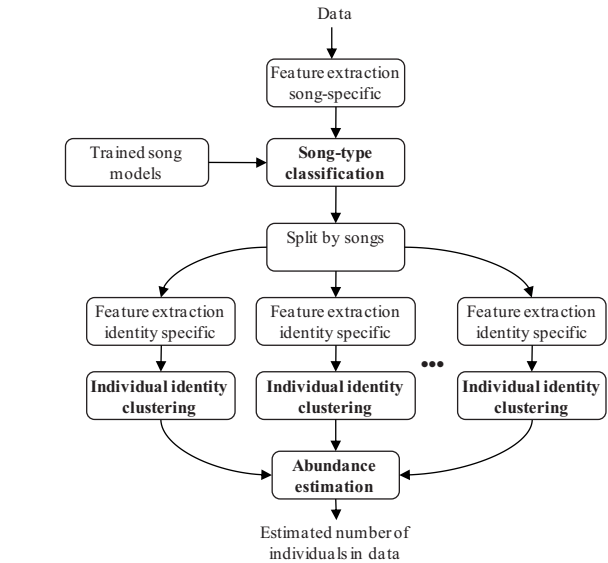 Data
Feature extraction
song-specific
Trained song
models
Song-type
classification
Split by songs
Feature extraction
identity specific
Feature extraction
identity specific
Feature extraction
identity specific
•••
Individual identity
clustering
Individual identity
clustering
Individual identity
clustering
Abundance
estimation
Estimated number of
individuals in data